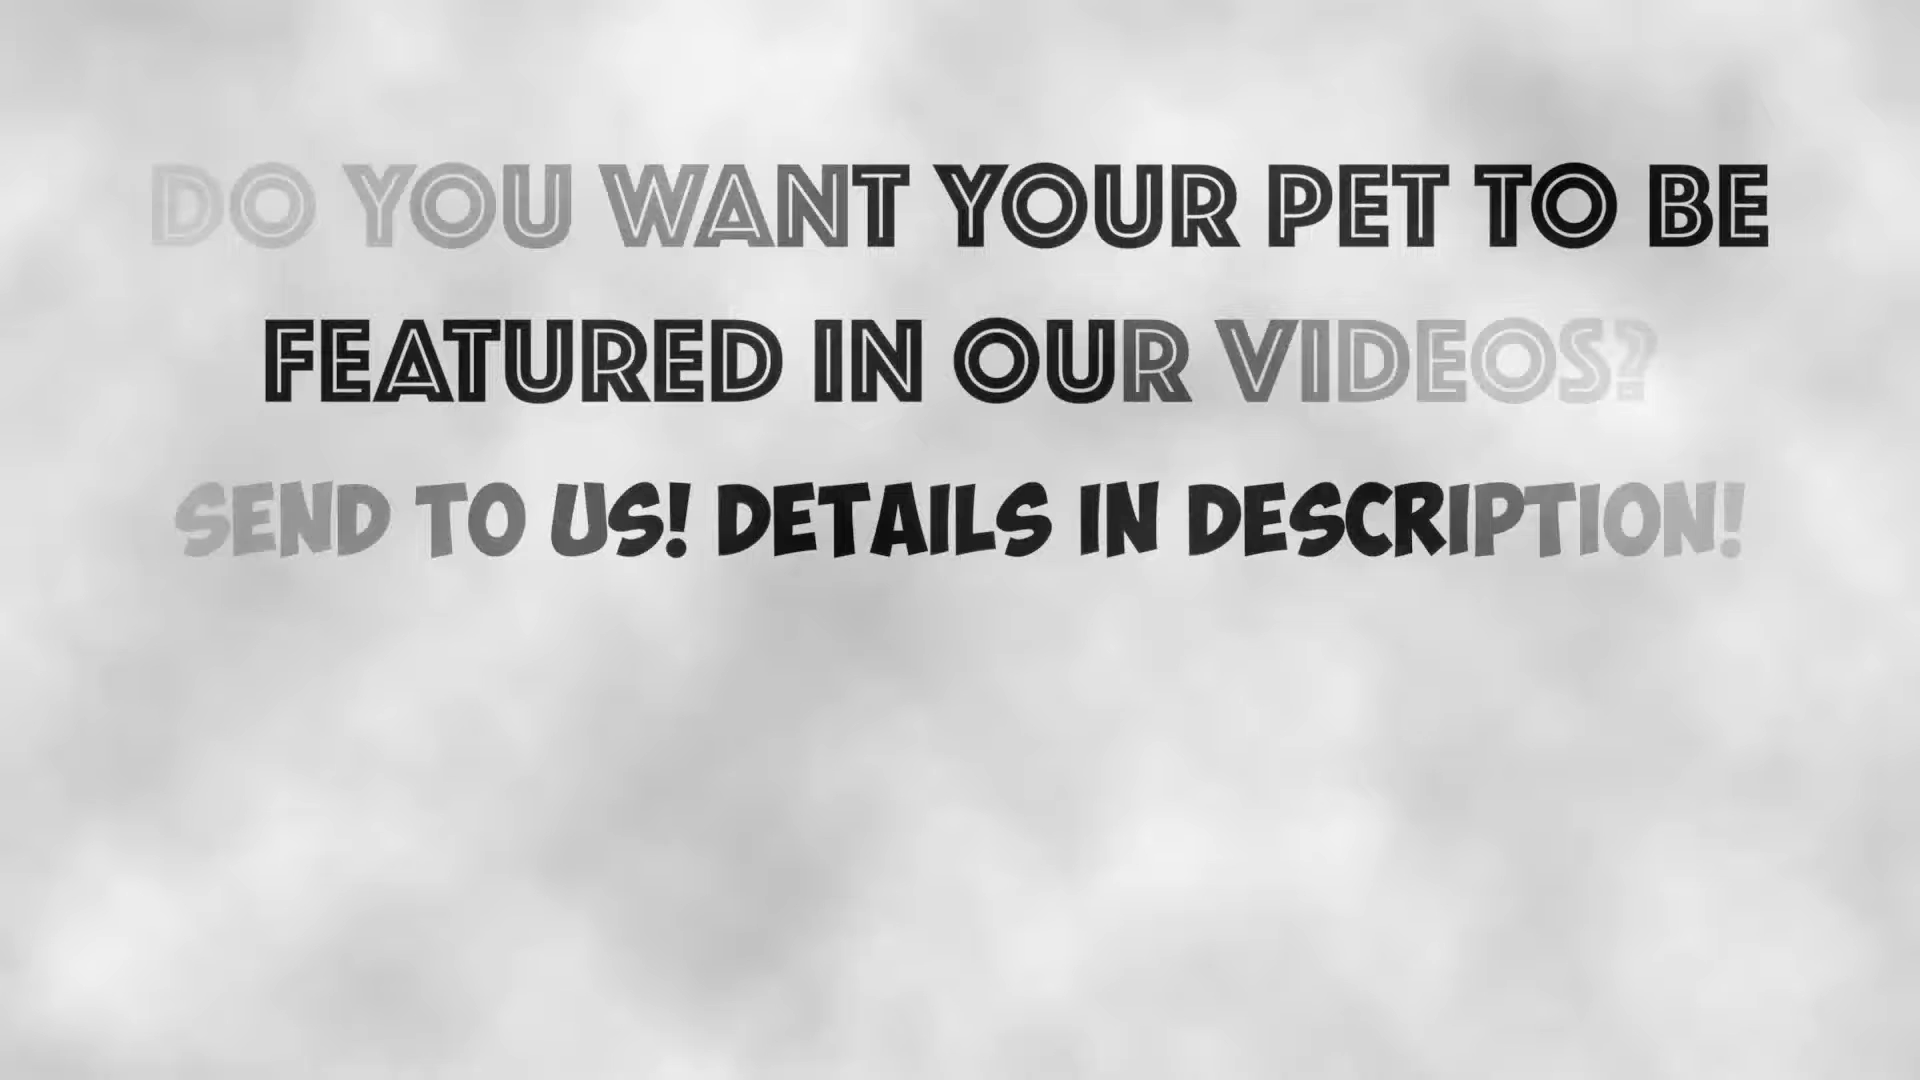 DO YOU WANT YOUR PET TO BE
FEATURED IN OUR VIDEOS?
SEND TO US! DETAILS IN DESCRIPTION!